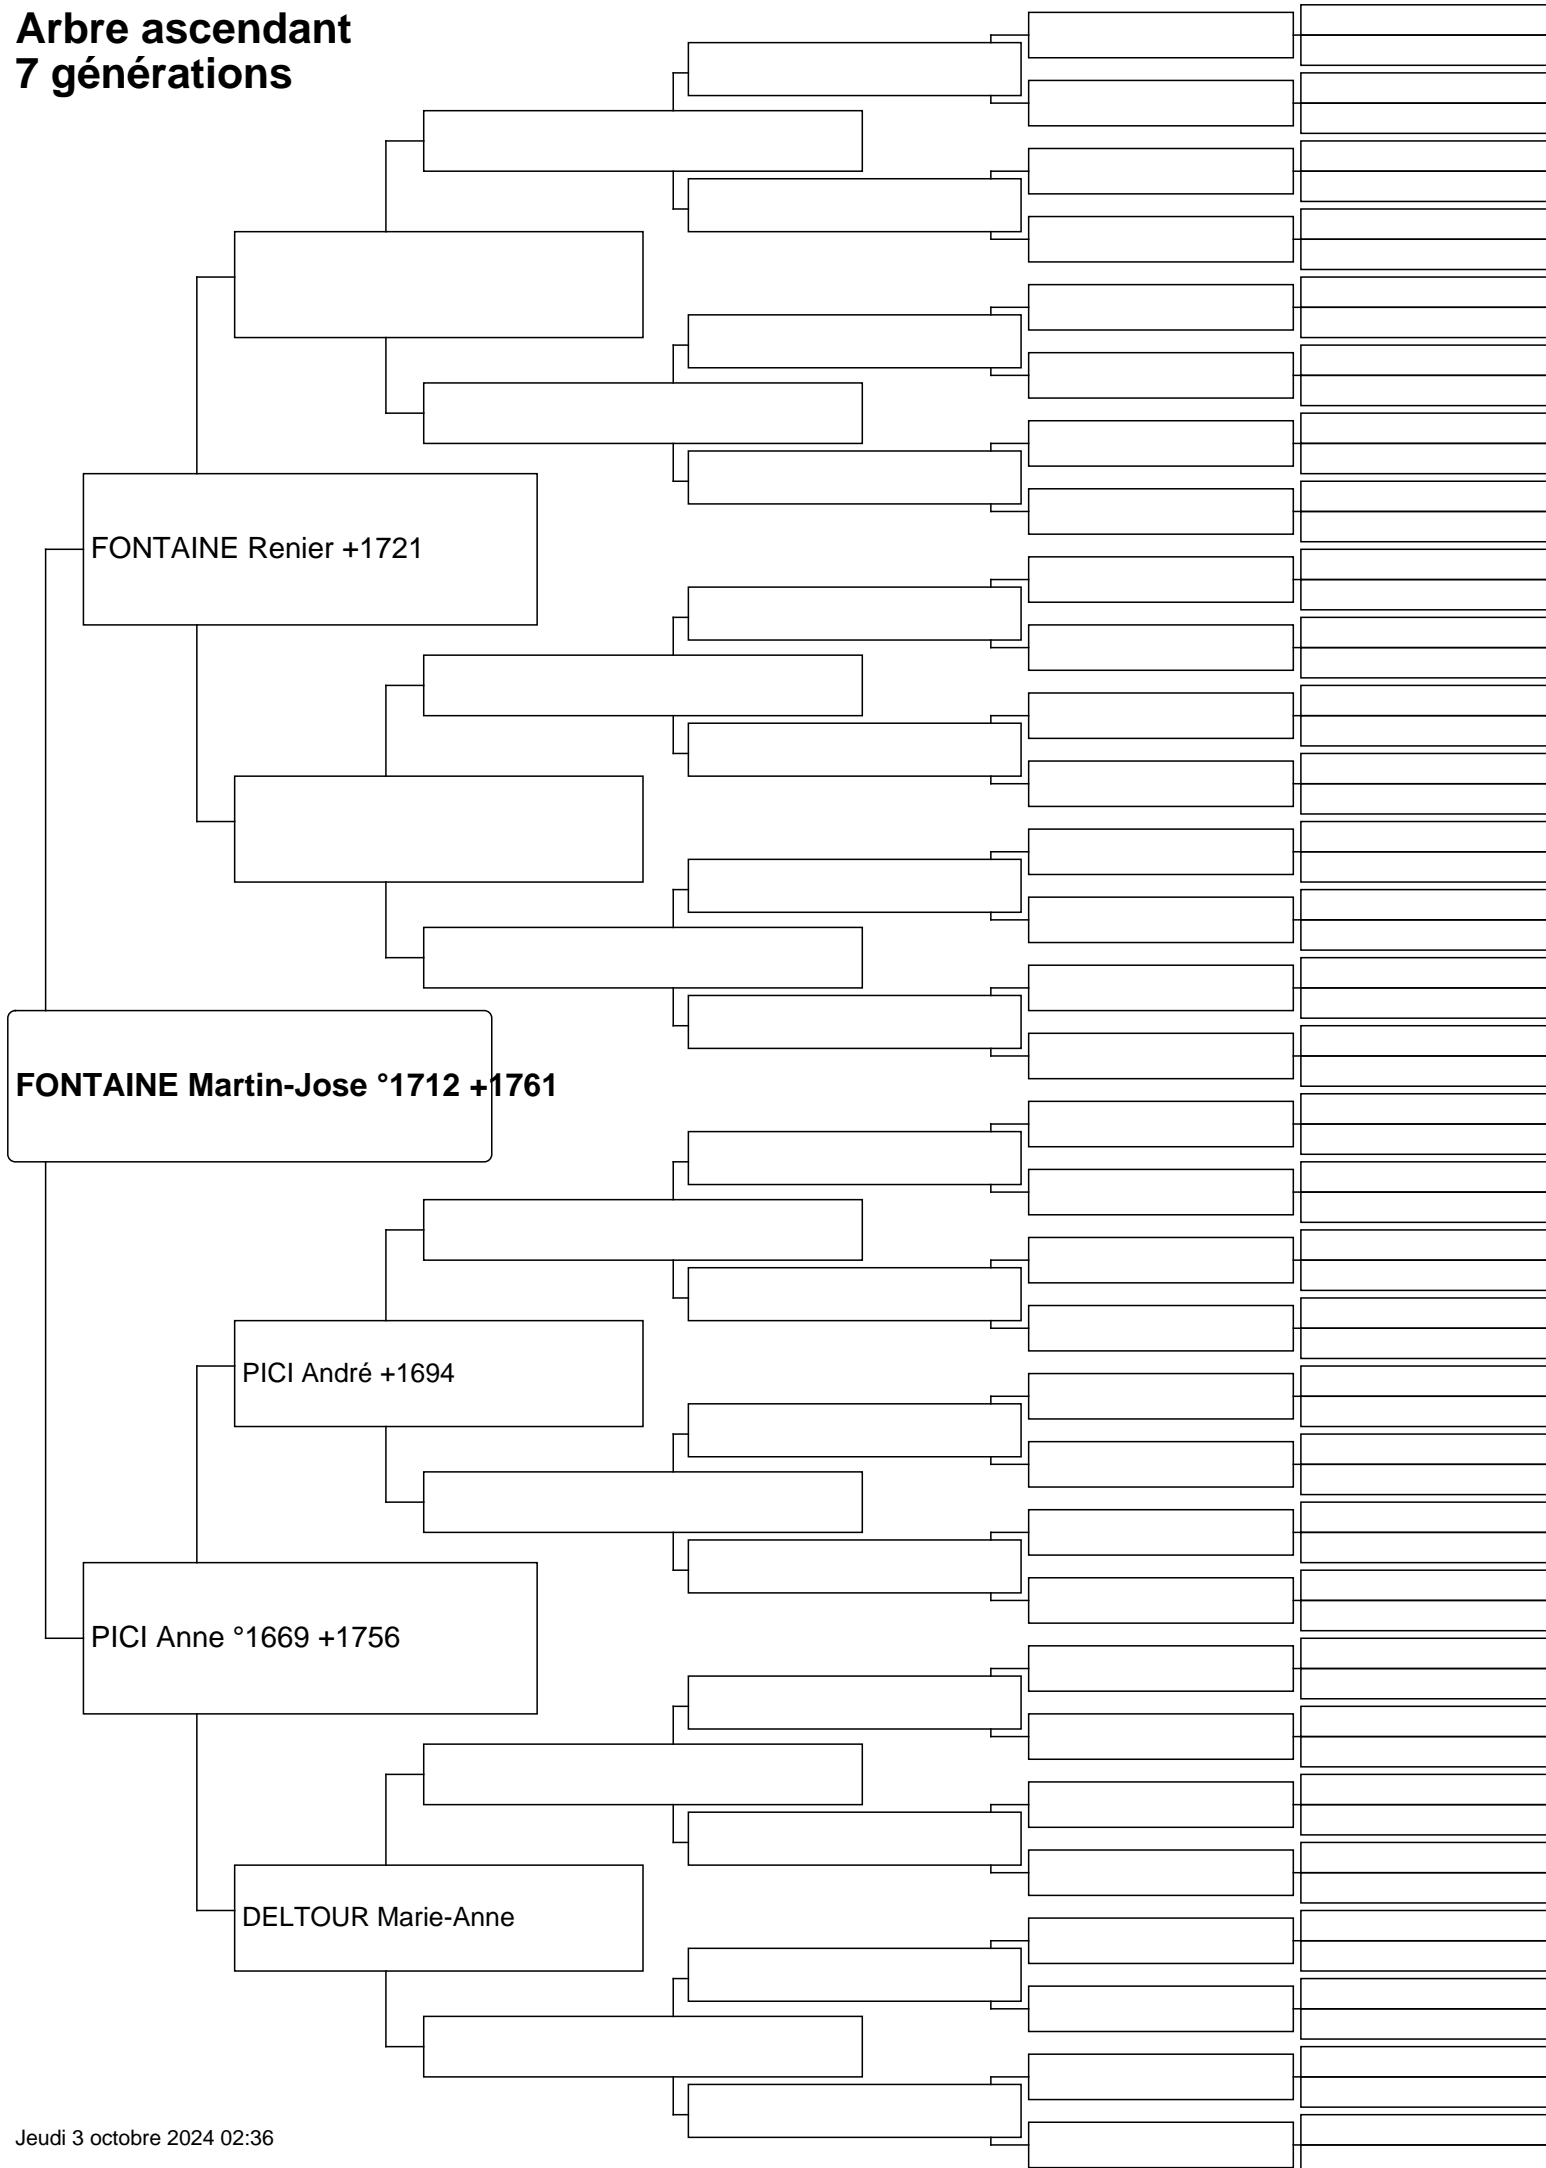 Arbre ascendant
7 générations
FONTAINE Renier +1721
FONTAINE Martin-Jose °1712 +1761
PICI André +1694
PICI Anne °1669 +1756
DELTOUR Marie-Anne
Jeudi 3 octobre 2024 02:36